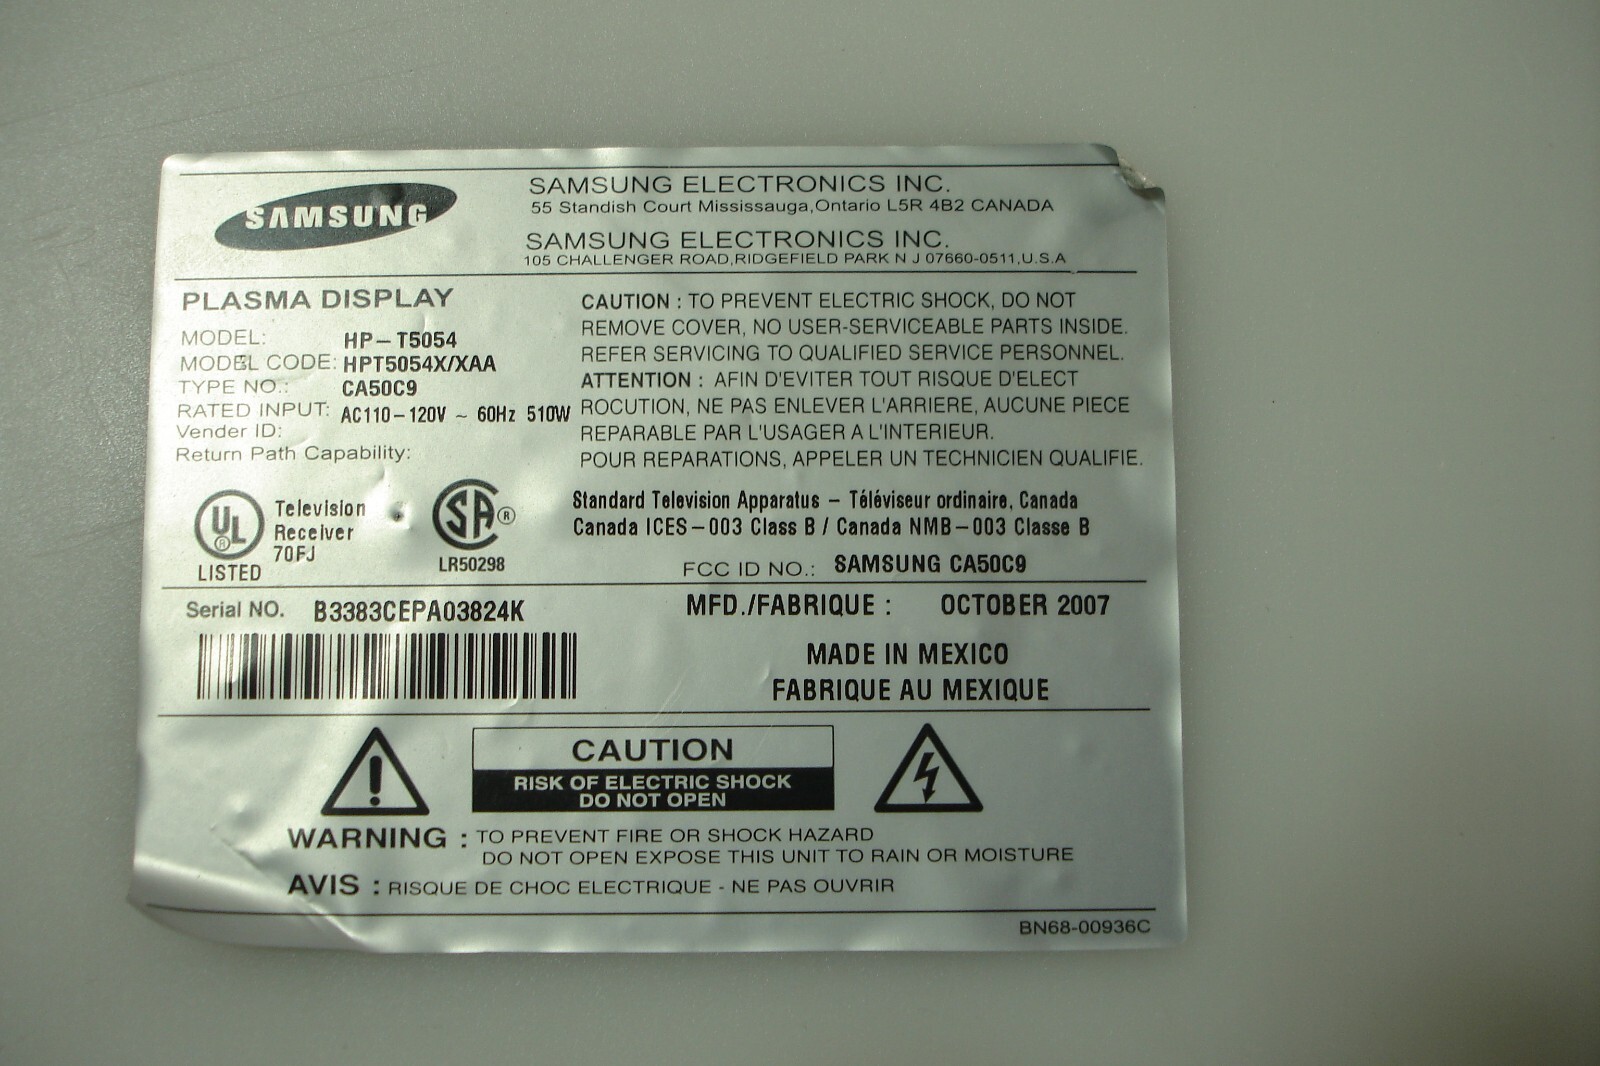 SAMSUNG
SAMSUNG ELECTRONICS INC.
55 Standish Court Mississauga,Ontario L5R 4B2 CANADA
SAMSUNG ELECTRONICS INC.
105 CHALLENGER ROAD,RIDGEFIELD PARK N J 07660-0511,U.S.A
PLASMA DISPLAY
MODEL: HP-T5054
MODEL CODE: HPT5054X/XAA
TYPE NO.: CA50C9
RATED INPUT: AC110-120V ~ 60Hz 510W
Vender ID:
Return Path Capability:
CAUTION : TO PREVENT ELECTRIC SHOCK, DO NOT
REMOVE COVER, NO USER-SERVICEABLE PARTS INSIDE.
REFER SERVICING TO QUALIFIED SERVICE PERSONNEL.
ATTENTION : AFIN D'EVITER TOUT RISQUE D'ELECT
ROCUTION, NE PAS ENLEVER L'ARRIERE, AUCUNE PIECE
REPARABLE PAR L'USAGER A L'INTERIEUR.
POUR REPARATIONS, APPELER UN TECHNICIEN QUALIFIE.
UL ®
LISTED
Television
Receiver
70FJ
SA ®
LR50298
Standard Television Apparatus - Téléviseur ordinaire, Canada
Canada ICES-003 Class B / Canada NMB-003 Classe B
FCC ID NO.: SAMSUNG CA50C9
Serial NO. B3383CEPA03824K
MFD./FABRIQUE : OCTOBER 2007
MADE IN MEXICO
FABRIQUE AU MEXIQUE
CAUTION
RISK OF ELECTRIC SHOCK
DO NOT OPEN
WARNING : TO PREVENT FIRE OR SHOCK HAZARD
DO NOT OPEN EXPOSE THIS UNIT TO RAIN OR MOISTURE
AVIS : RISQUE DE CHOC ELECTRIQUE - NE PAS OUVRIR
BN68-00936C